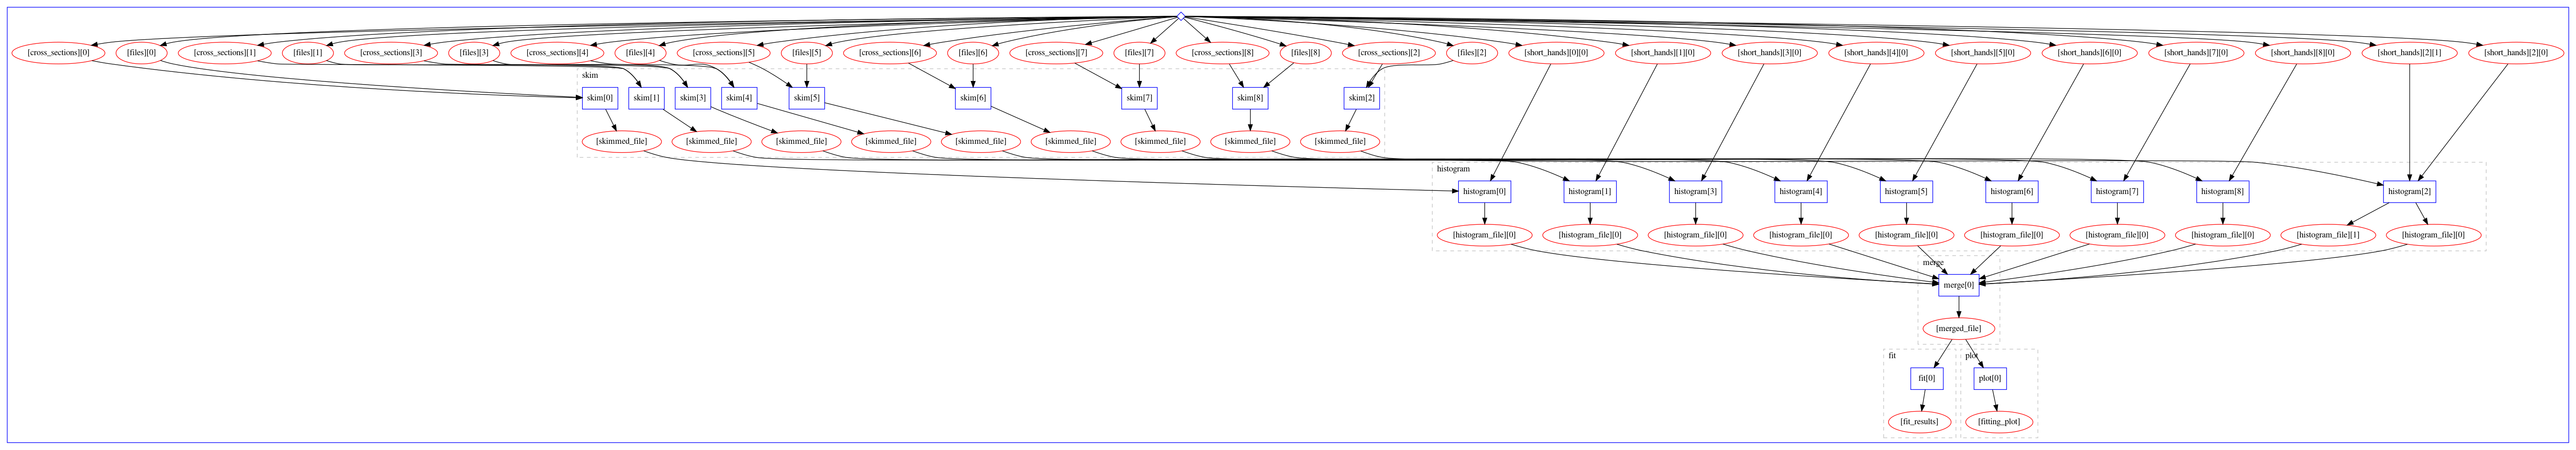 [cross_sections][0]
[files][0]
[cross_sections][1]
[files][1]
[cross_sections][3]
[files][3]
[cross_sections][4]
[files][4]
[cross_sections][5]
[files][5]
[cross_sections][6]
[files][6]
[cross_sections][7]
[files][7]
[cross_sections][8]
[files][8]
[cross_sections][2]
[files][2]
[short_hands][0][0]
[short_hands][1][0]
[short_hands][3][0]
[short_hands][4][0]
[short_hands][5][0]
[short_hands][6][0]
[short_hands][7][0]
[short_hands][8][0]
[short_hands][2][1]
[short_hands][2][0]
skim
skim[0]
skim[1]
skim[3]
skim[4]
skim[5]
skim[6]
skim[7]
skim[8]
skim[2]
[skimmed_file]
[skimmed_file]
[skimmed_file]
[skimmed_file]
[skimmed_file]
[skimmed_file]
[skimmed_file]
[skimmed_file]
[skimmed_file]
histogram
histogram[0]
histogram[1]
histogram[3]
histogram[4]
histogram[5]
histogram[6]
histogram[7]
histogram[8]
histogram[2]
[histogram_file][0]
[histogram_file][0]
[histogram_file][0]
[histogram_file][0]
[histogram_file][0]
[histogram_file][0]
[histogram_file][0]
[histogram_file][0]
[histogram_file][1]
[histogram_file][0]
merge
merge[0]
[merged_file]
fit
plot
fit[0]
plot[0]
[fit_results]
[fitting_plot]